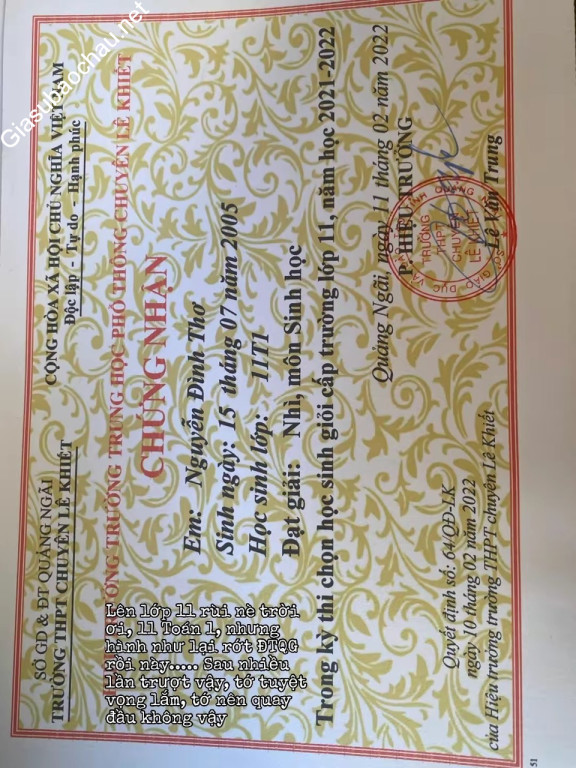 Giasubaochau.net
SỞ GD & ĐT QUẢNG NGÃI
TRƯỜNG THPT CHUYÊN LÊ KHIẾT
CỘNG HÒA XÃ HỘI CHỦ NGHĨA VIỆT NAM
Độc lập - Tự do - Hạnh phúc
TRƯỞNG TRƯỜNG TRUNG HỌC PHỔ THÔNG CHUYÊN LÊ KHIẾT
CHỨNG NHẬN
Em: Nguyễn Đình Thơ
Sinh ngày: 15 tháng 07 năm 2005
Học sinh lớp: 11T1
Đạt giải: Nhì, môn Sinh học
Trong kỳ thi chọn học sinh giỏi cấp trường lớp 11, năm học 2021-2022
Quảng Ngãi, ngày 11 tháng 02 năm 2022
P. HIỆU TRƯỞNG
TRƯỜNG
THPT
CHUYÊN
LÊ KHIẾT
Lê Văn Trung
Quyết định số: 64/QĐ-LK
ngày 10 tháng 02 năm 2022
của Hiệu trưởng trường THPT chuyên Lê Khiết
51
Lên lớp 11 rùi nè trời
ơi, 11 Toán 1, nhưng
hình như lại rớt ĐTQG
rồi này..... Sau nhiều
lần trượt vậy, tớ tuyệt
vọng lắm, tớ nên quay
đầu không vậy